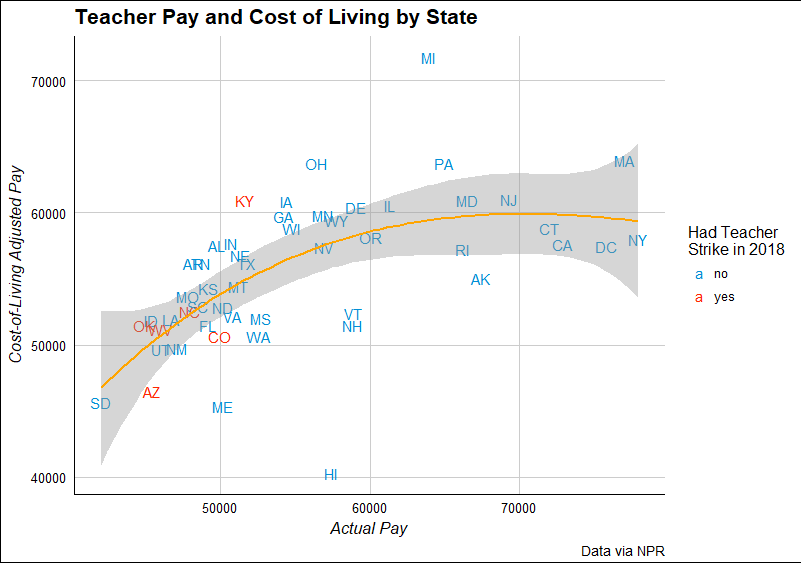 Teacher Pay and Cost of Living by State
MI
70000
OH
PA
MA
KY
IA
MD
NJ
DE
IL
60000
GA
MN
WY
WI
CT
OR
NY
AL
IN
NV
RI
CA
DC
NE
AR
TN
TX
AK
KS
MT
MO
SC
ND
NC
VT
ID
LA
VA
MS
OK
WV
FL
NH
CO
WA
50000
UT
NM
AZ
SD
ME
HI
40000
50000
60000
70000
Actual Pay
Cost-of-Living Adjusted Pay
Had Teacher
Strike in 2018
a no
a yes
Data via NPR